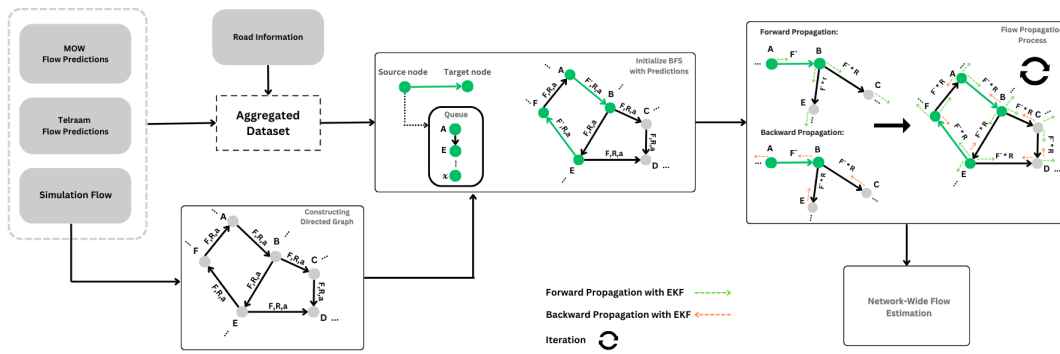 MOW
Flow Predictions
Telraam
Flow Predictions
Simulation Flow
Road Information
Aggregated
Dataset
Constructing
Directed Graph
A
B
C
D
E
F
F,R,a
F,R,a
F,R,a
F,R,a
F,R,a
F,R,a
F,R,a
...
...
...
...
...
...
Initialize BFS
with Predictions
Source node
Target node
Queue
A
E
x
A
B
C
D
E
F
F,R,a
F,R,a
F,R,a
F,R,a
F,R,a
...
...
...
...
...
...
Flow Propagation
Process
Forward Propagation:
... A
B
C
E
...
...
Backward Propagation:
... A
B
C
E
...
...
A
B
C
D ...
E
F
Network-Wide Flow
Estimation
Forward Propagation with EKF
Backward Propagation with EKF
Iteration